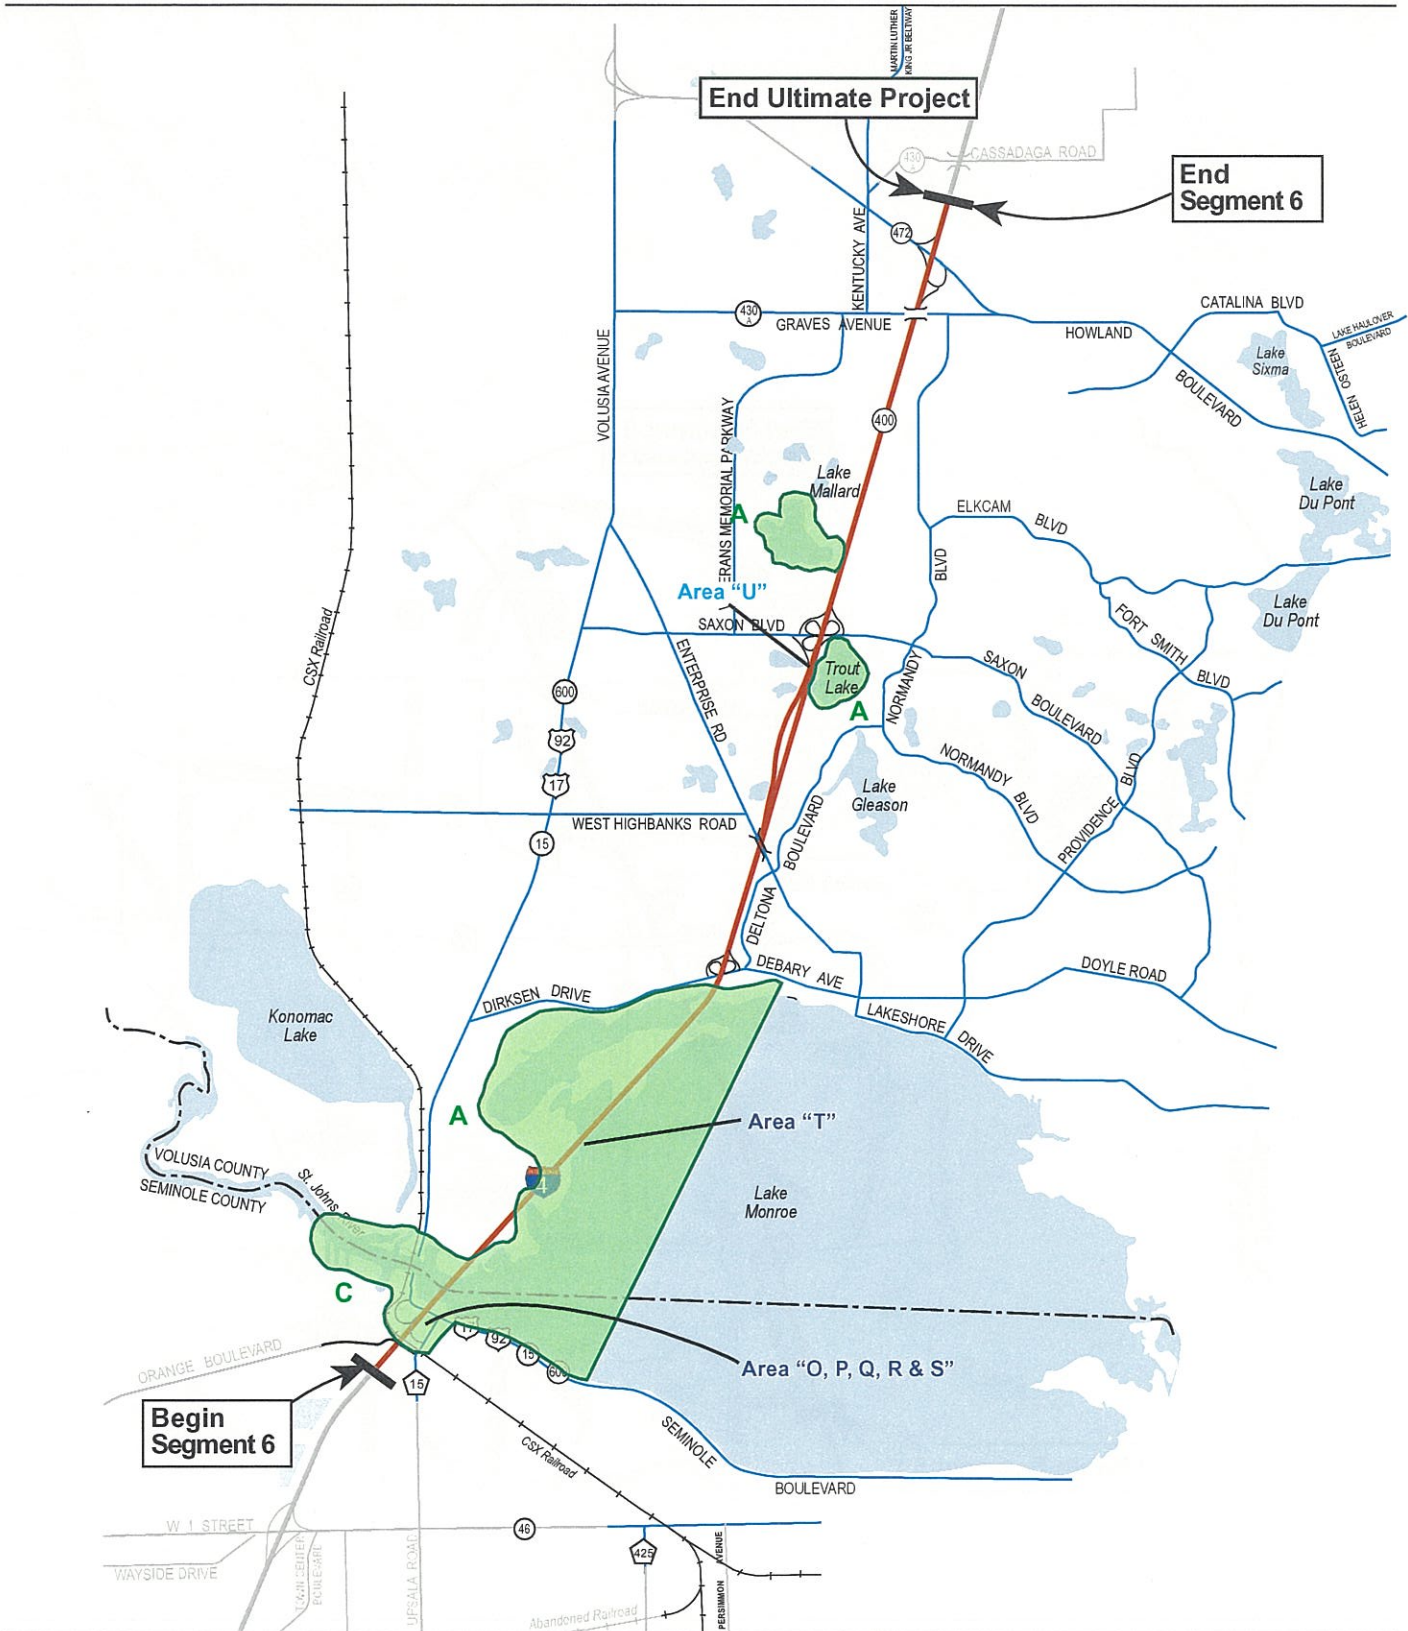 MARTIN LUTHER
KING JR BELTWAY
End Ultimate Project
430
A
CASSADAGA ROAD
End
Segment 6
KENTUCKY AVE
472
430
A
GRAVES AVENUE
HOWLAND
BOULEVARD
CATALINA BLVD
LAKE HAULOVER
BOULEVARD
HELEN OSTEEN
Lake
Sixma
VOLUSIA AVENUE
400
ERANS MEMORIAL PARKWAY
Lake
Mallard
A
Lake
Du Pont
ELKCAM
BLVD
BLVD
Area "U"
SAXON BLVD
Lake
Du Pont
FORT SMITH
BLVD
CSX Railroad
ENTERPRISE RD
Trout
Lake
A
NORMANDY
SAXON
BOULEVARD
600
92
17
NORMANDY BLVD
BLVD
PROVIDENCE
Lake
Gleason
WEST HIGHBANKS ROAD
15
BOULEVARD
DELTONA
DEBARY AVE
DOYLE ROAD
DIRKSEN DRIVE
LAKESHORE
DRIVE
Konomac
Lake
A
Area "T"
VOLUSIA COUNTY
SEMINOLE COUNTY
St. Johns River
4
Lake
Monroe
C
17
92
15
600
ORANGE BOULEVARD
Area "O, P, Q, R & S"
15
Begin
Segment 6
SEMINOLE
BOULEVARD
CSX Railroad
W 1 STREET
46
425
WAYSIDE DRIVE
TOWN CENTER
BOULEVARD
UPSALA ROAD
PERSIMMON AVENUE
Abandoned Railroad